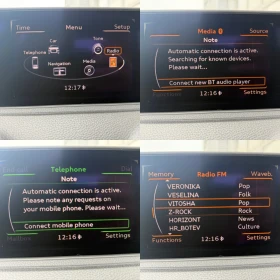 Tone Menu Setup
Car
Tone
Telephone
Radio
Navigation
Media
12:17
Media Source
Note
Automatic connection is active.
Searching for known devices.
Please wait...
Connect new BT audio player
12:16 Settings
Telephone
Note
Automatic connection is active.
Please note any requests on
your mobile phone. Please wait...
Connect mobile phone
12:16 Settings
Memory Radio FM Waveb.
VERONIKA Pop
VESELINA Folk
VITOSHA Pop
Z-ROCK Rock
HORIZONT News
HR_BOTEV Culture
Functions 12:16 Settings